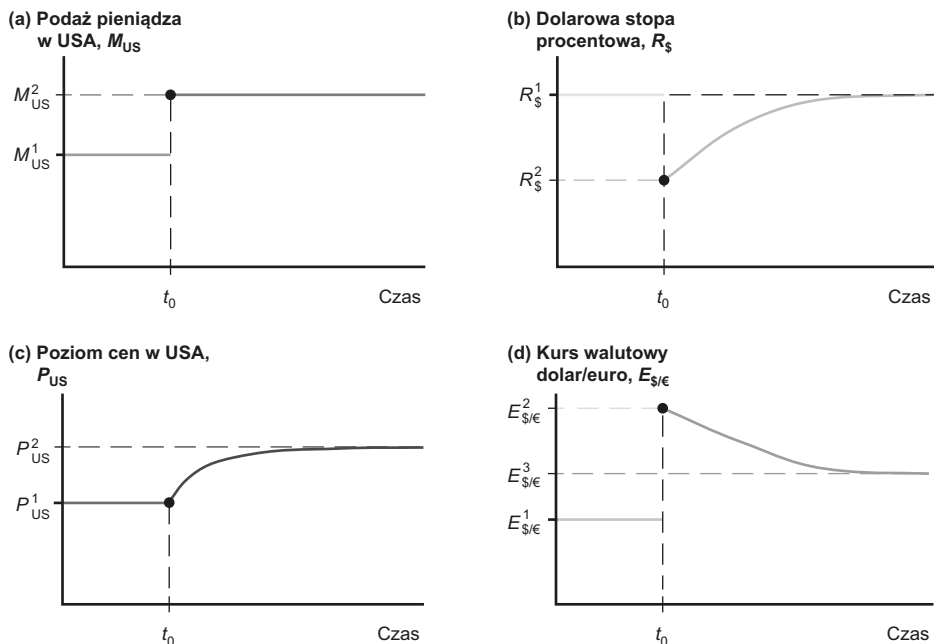 (a) Podaż pieniądza
w USA, M_US
M²_US
M¹_US
t₀
Czas
(b) Dolarowa stopa
procentowa, R_$
R¹_$
R²_$
t₀
Czas
(c) Poziom cen w USA,
P_US
P²_US
P¹_US
t₀
Czas
(d) Kurs walutowy
dolar/euro, E_$/€
E²_$/€
E³_$/€
E¹_$/€
t₀
Czas